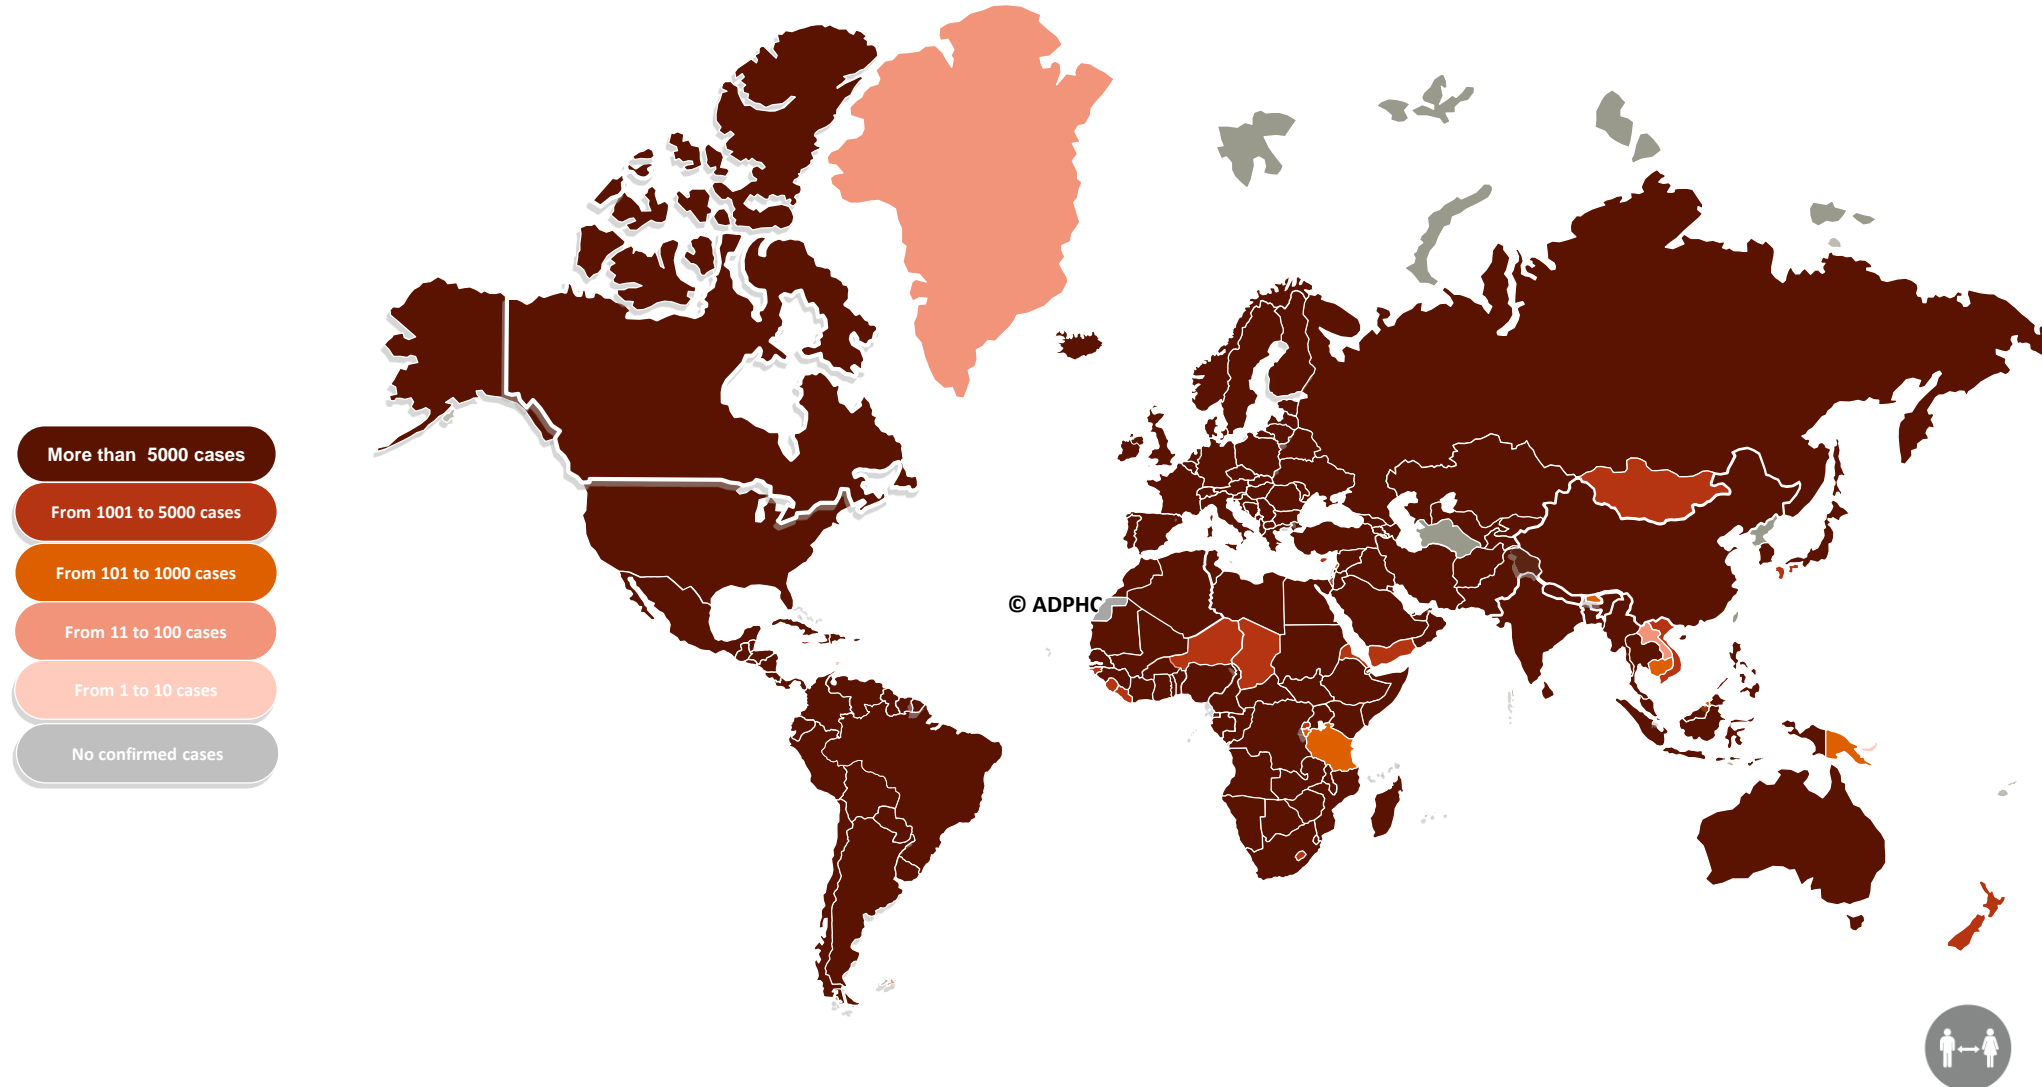 More than 5000 cases
From 1001 to 5000 cases
From 101 to 1000 cases
© ADPHC
From 11 to 100 cases
From 1 to 10 cases
No confirmed cases